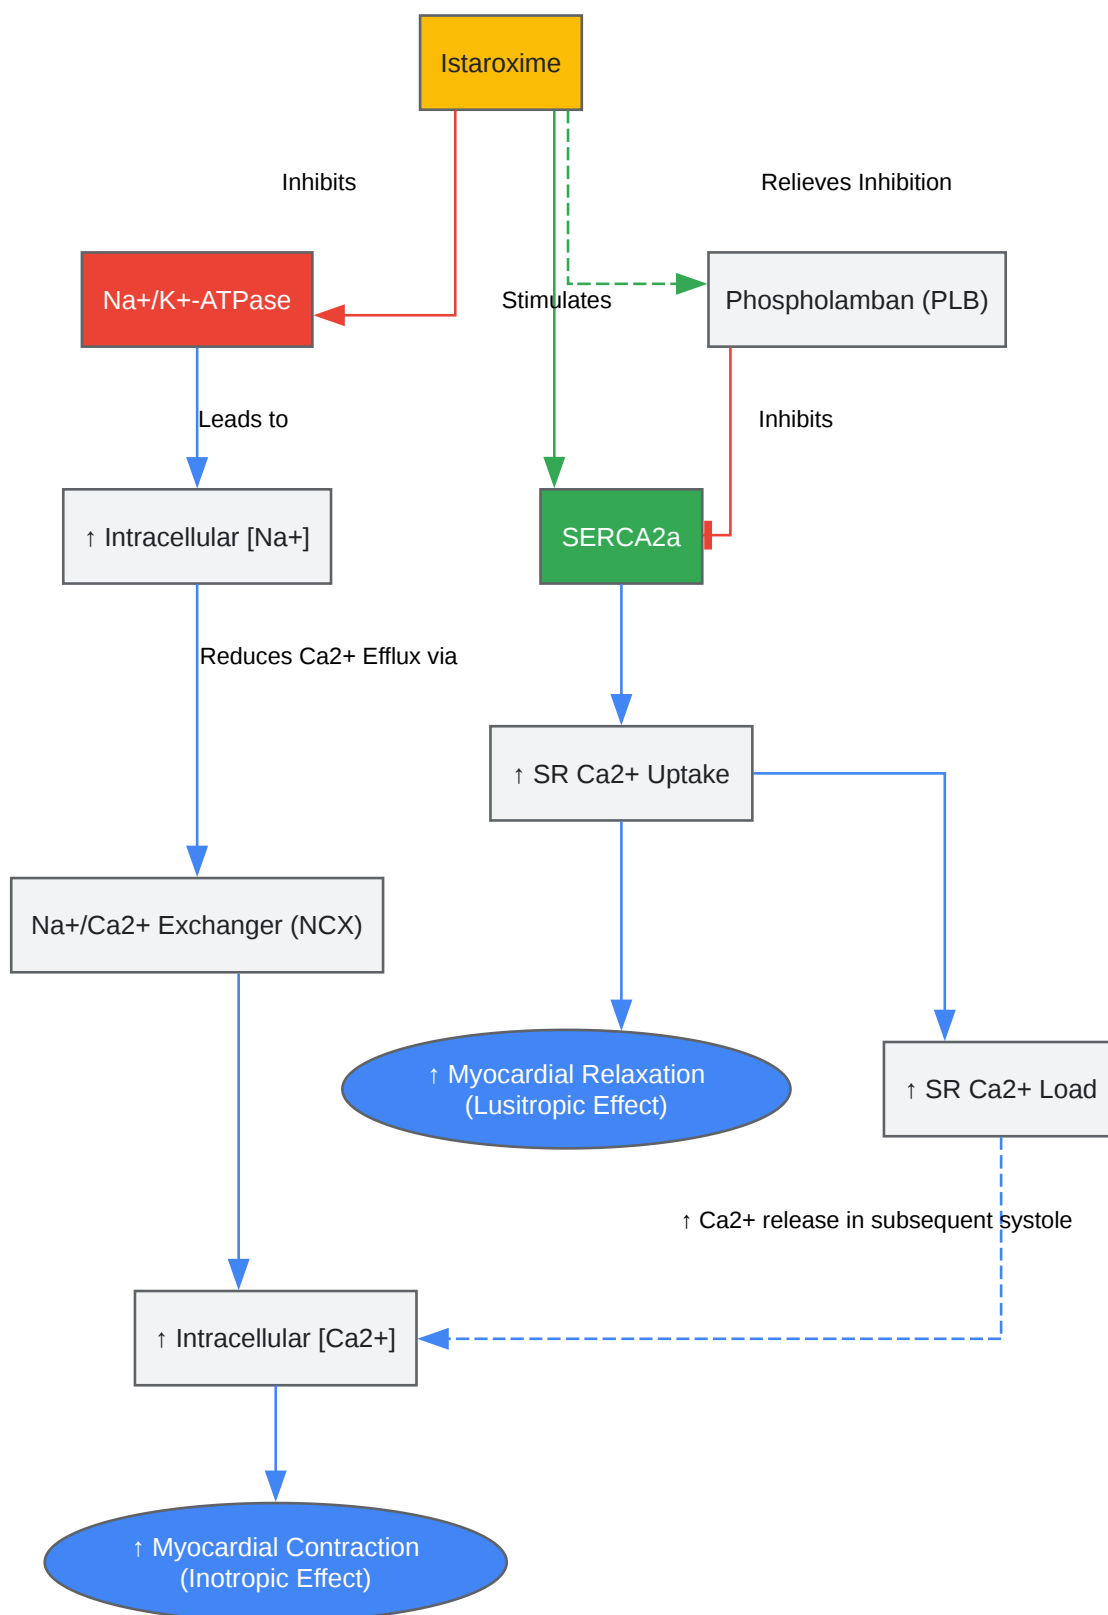 Istaroxime
Inhibits
Relieves Inhibition
Na+/K+-ATPase
Stimulates
Phospholamban (PLB)
Leads to
Inhibits
↑ Intracellular [Na+]
SERCA2a
Reduces Ca2+ Efflux via
↑ SR Ca2+ Uptake
Na+/Ca2+ Exchanger (NCX)
↑ Myocardial Relaxation
(Lusitropic Effect)
↑ SR Ca2+ Load
↑ Ca2+ release in subsequent systole
↑ Intracellular [Ca2+]
↑ Myocardial Contraction
(Inotropic Effect)